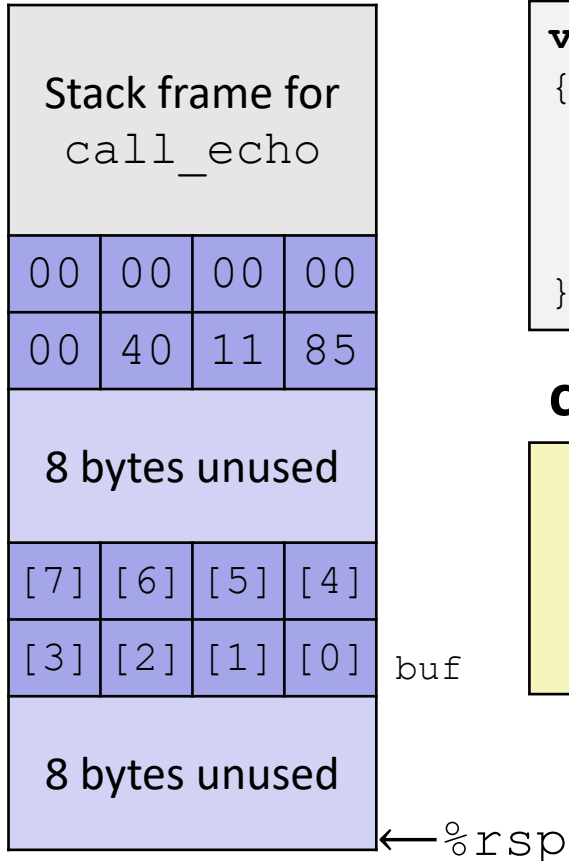 Stack frame for
call_echo
00 00 00 00
00 40 11 85
8 bytes unused
[7] [6] [5] [4]
[3] [2] [1] [0] buf
8 bytes unused
←%rsp
{
}